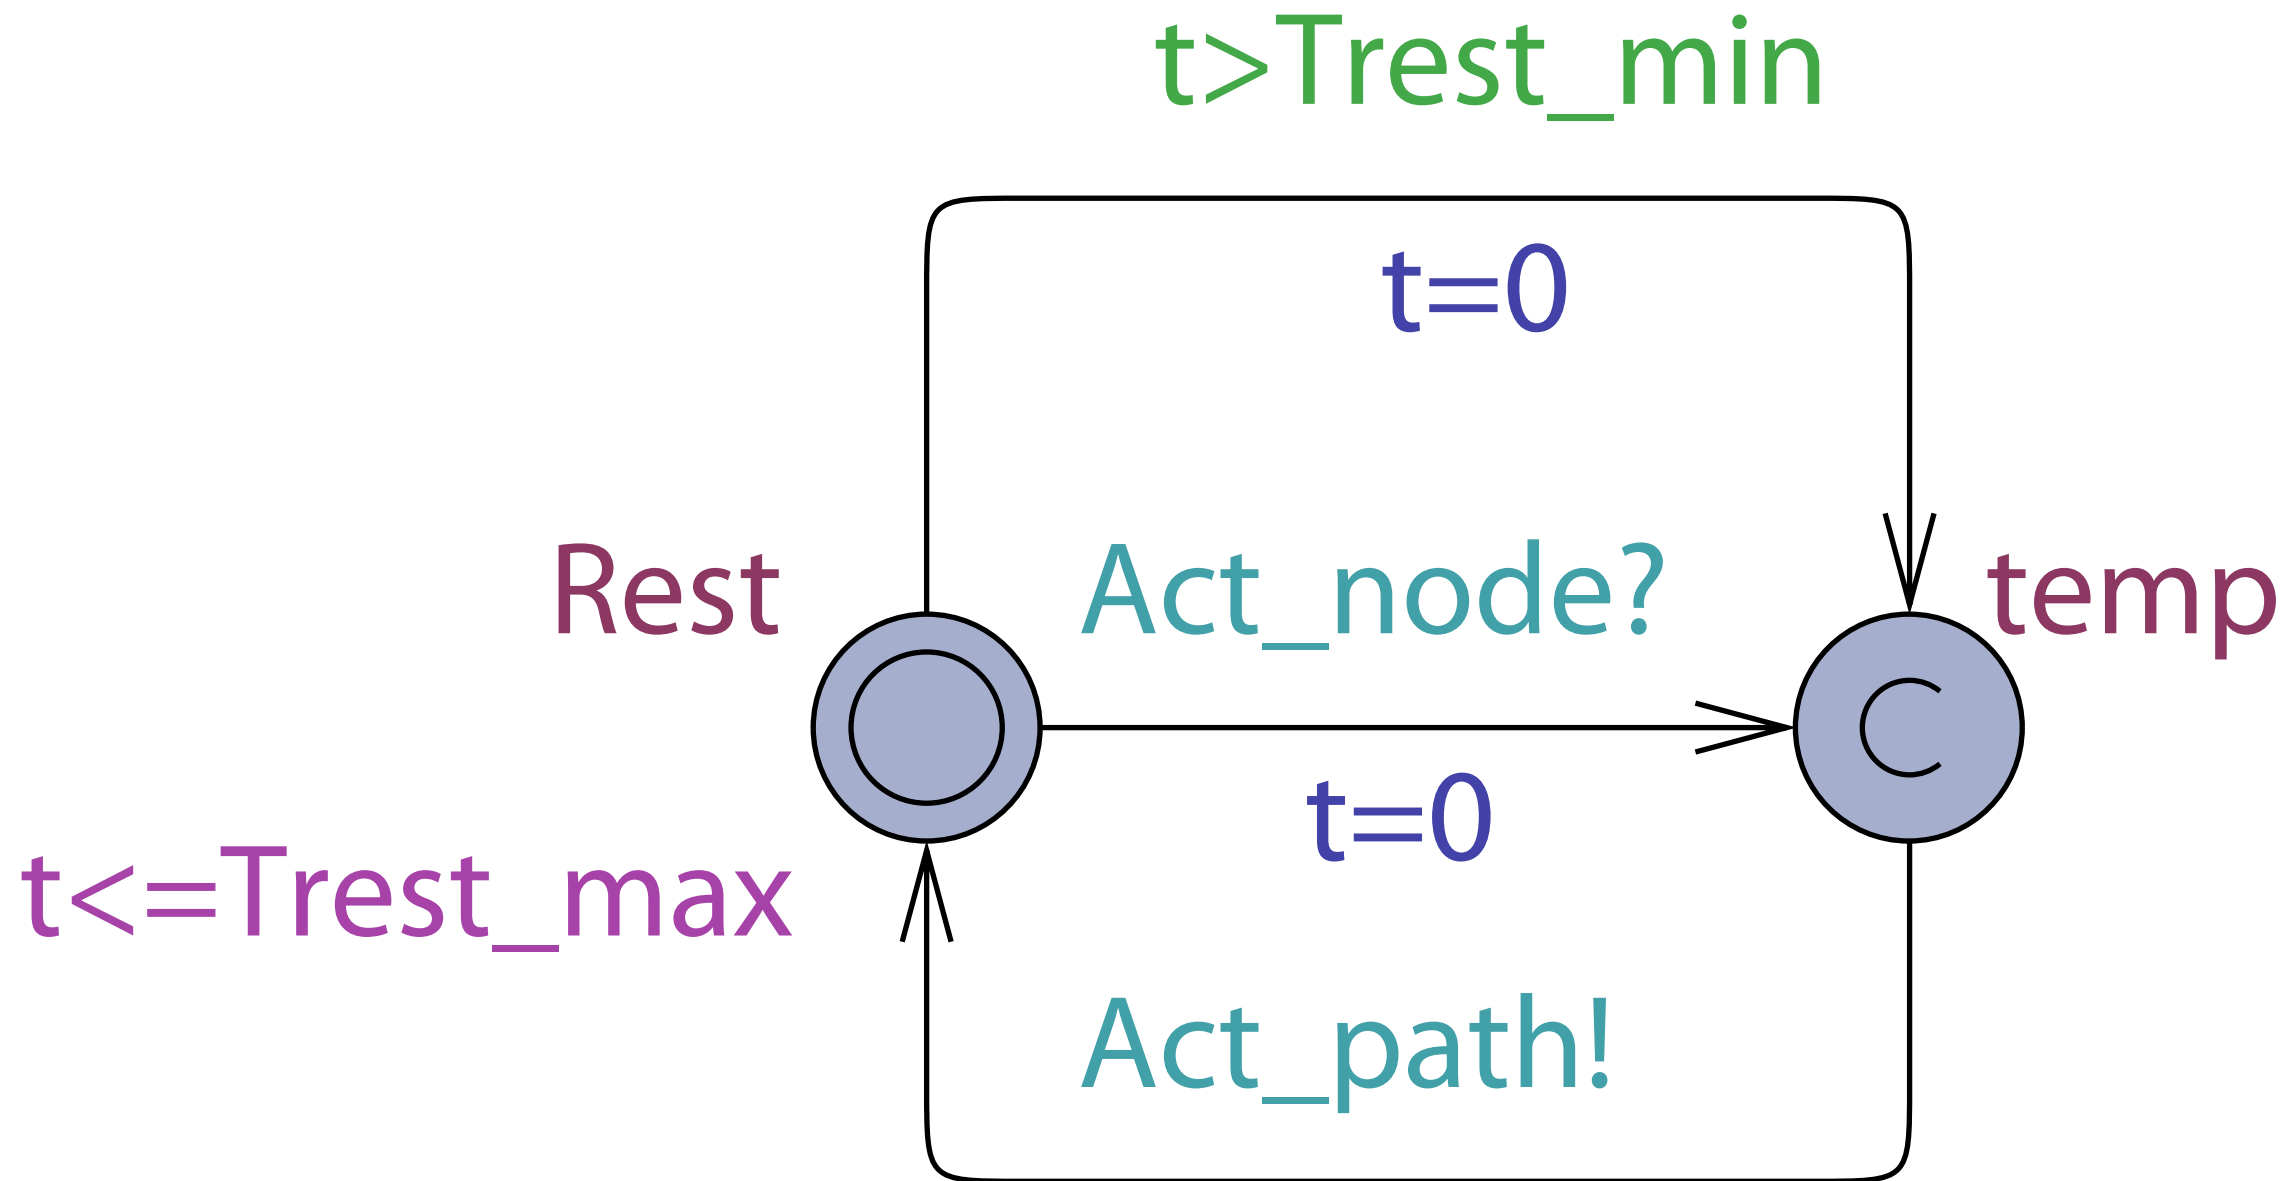 t>Trest_min
t=0
Rest
Act_node?
temp
C
t=0
t<=Trest_max
Act_path!